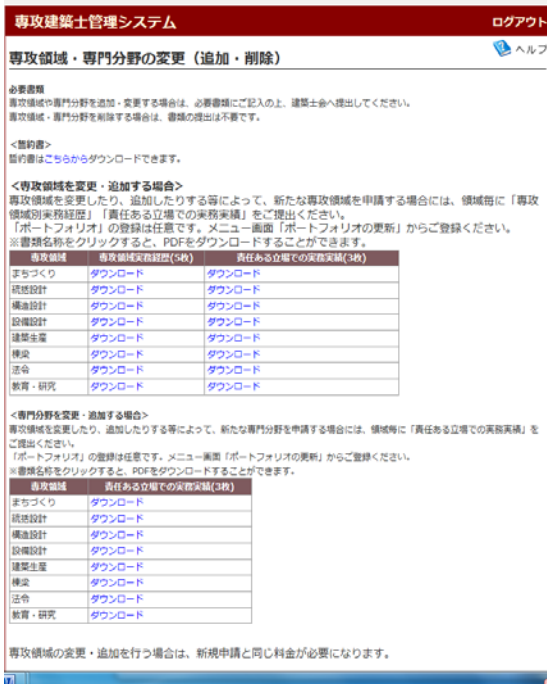 専攻建築士管理システム ログアウト
専攻領域・専門分野の変更（追加・削除） ヘルプ
必要書類
専攻領域や専門分野を追加・変更する場合は、必要書類にご記入の上、建築士会へ提出してください。
専攻領域・専門分野を削除する場合は、書類の提出は不要です。
<誓約書>
誓約書はこちらからダウンロードできます。
<専攻領域を変更・追加する場合>
専攻領域を変更したり、追加したりする等によって、新たな専攻領域を申請する場合には、領域毎に「専攻
領域別実務経歴」「責任ある立場での実務実績」をご提出ください。
「ポートフォリオ」の登録は任意です。メニュー画面「ポートフォリオの更新」からご登録ください。
※書類名称をクリックすると、PDFをダウンロードすることができます。
専攻領域 専攻領域実務経歴(5枚) 責任ある立場での実務実績(3枚)
まちづくり ダウンロード ダウンロード
統括設計 ダウンロード ダウンロード
構造設計 ダウンロード ダウンロード
設備設計 ダウンロード ダウンロード
建築生産 ダウンロード ダウンロード
棟梁 ダウンロード ダウンロード
法令 ダウンロード ダウンロード
教育・研究 ダウンロード ダウンロード
<専門分野を変更・追加する場合>
専攻領域を変更したり、追加したりする等によって、新たな専門分野を申請する場合には、領域毎に「責任ある立場での実務実績」を
ご提出ください。
「ポートフォリオ」の登録は任意です。メニュー画面「ポートフォリオの更新」からご登録ください。
※書類名称をクリックすると、PDFをダウンロードすることができます。
専攻領域 責任ある立場での実務実績(3枚)
まちづくり ダウンロード
統括設計 ダウンロード
構造設計 ダウンロード
設備設計 ダウンロード
建築生産 ダウンロード
棟梁 ダウンロード
法令 ダウンロード
教育・研究 ダウンロード
専攻領域の変更・追加を行う場合は、新規申請と同じ料金が必要になります。